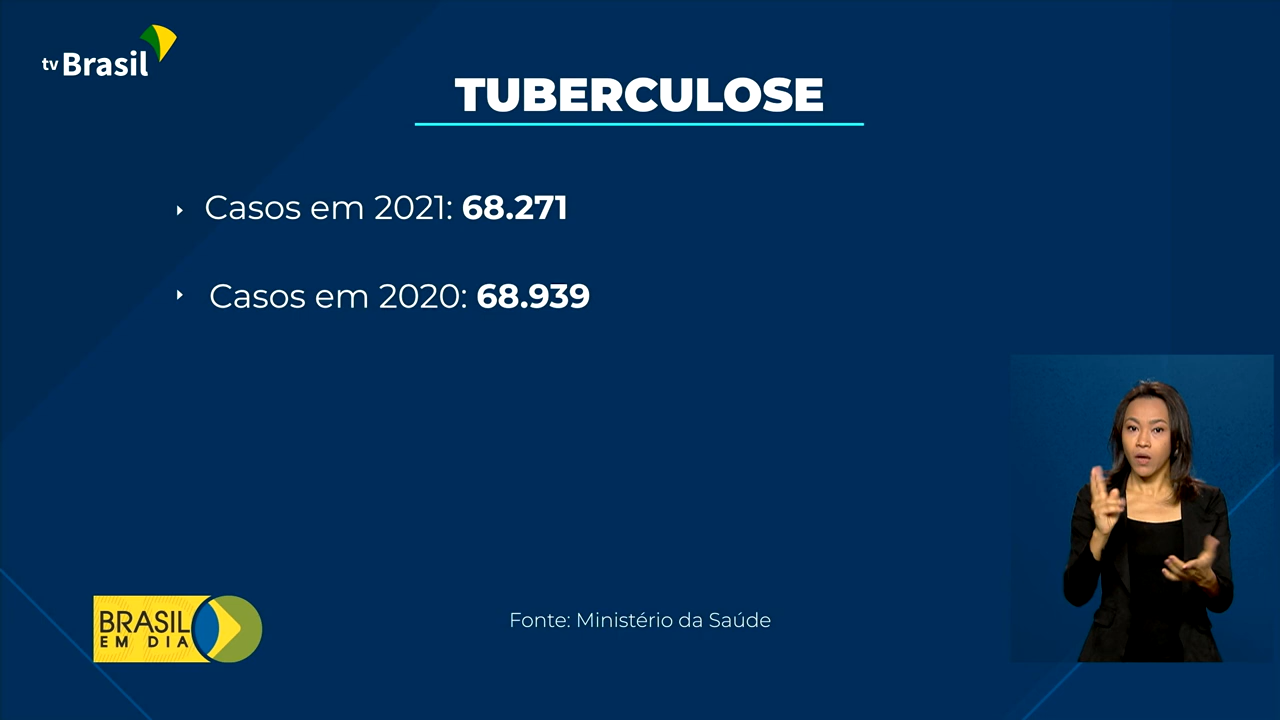 tv Brasil
TUBERCULOSE
Casos em 2021: 68.271
Casos em 2020: 68.939
Fonte: Ministério da Saúde
BRASIL
EM DIA